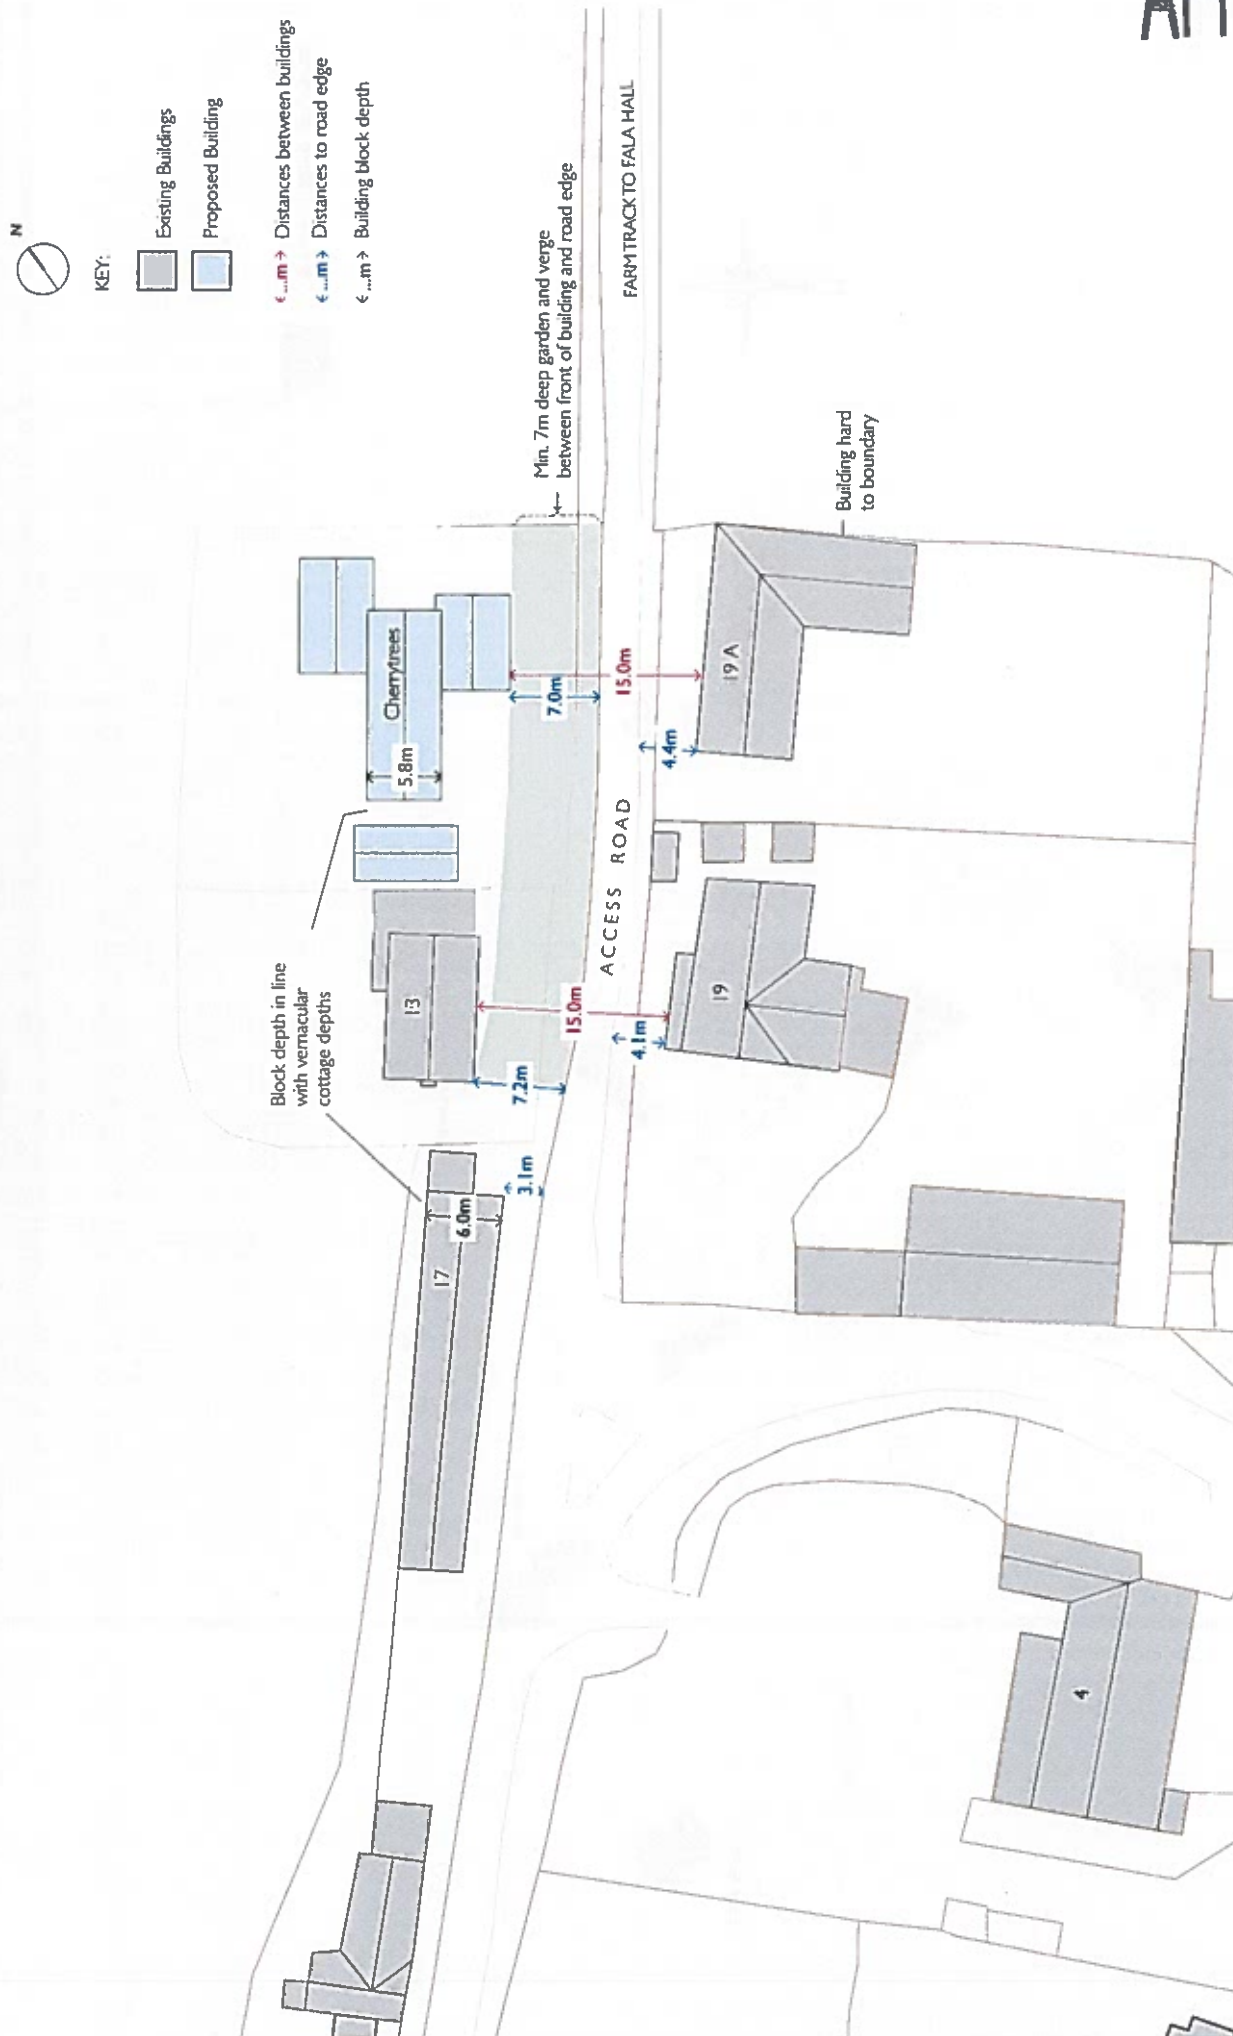 N
KEY:
Existing Buildings
Proposed Building
< ...m > Distances between buildings
< ...m > Distances to road edge
< ...m > Building block depth
Min. 7m deep garden and verge
between front of building and road edge
FARM TRACK TO FALA HALL
Building hard
to boundary
Cherrytrees
5.8m
7.0m
15.0m
4.4m
19 A
ACCESS ROAD
Block depth in line
with vernacular
cottage depths
13
15.0m
7.2m
4.1m
19
3.1m
6.0m
17
4